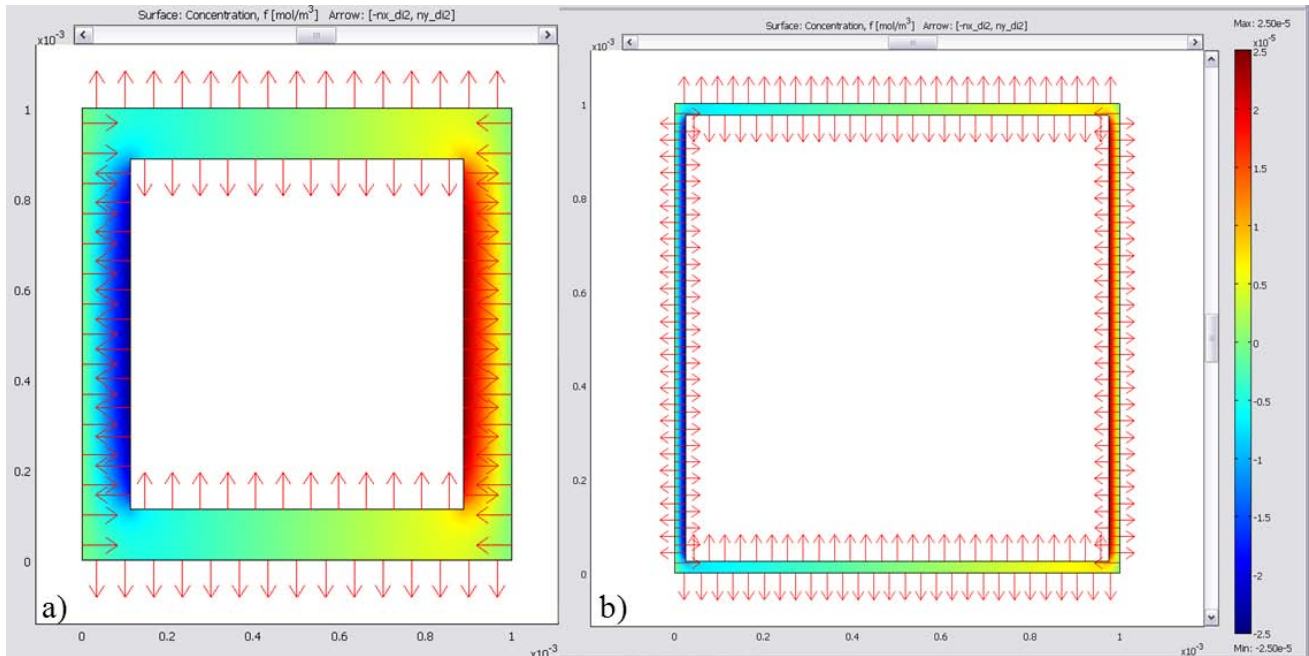 Surface: Concentration, f [mol/m³] Arrow: [-nx_di2, ny_di2]
x10⁻³
1
0.8
0.6
0.4
0.2
0
a)
0 0.2 0.4 0.6 0.8 1
x10⁻³
Surface: Concentration, f [mol/m³] Arrow: [-nx_di2, ny_di2]
x10⁻³
1
0.8
0.6
0.4
0.2
0
b)
0 0.2 0.4 0.6 0.8 1
x10⁻³
Max: 2.50e-5
x10⁻⁵
2.5
2
1.5
1
0.5
0
-0.5
-1
-1.5
-2
-2.5
Min: -2.50e-5